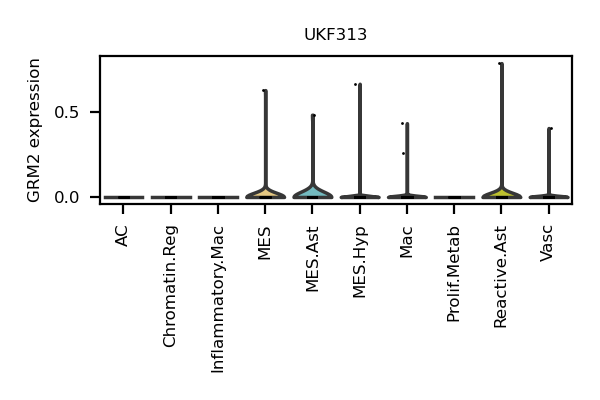 UKF313
GRM2 expression
0.5
0.0
AC
Chromatin.Reg
Inflammatory.Mac
MES
MES.Ast
MES.Hyp
Mac
Prolif.Metab
Reactive.Ast
Vasc